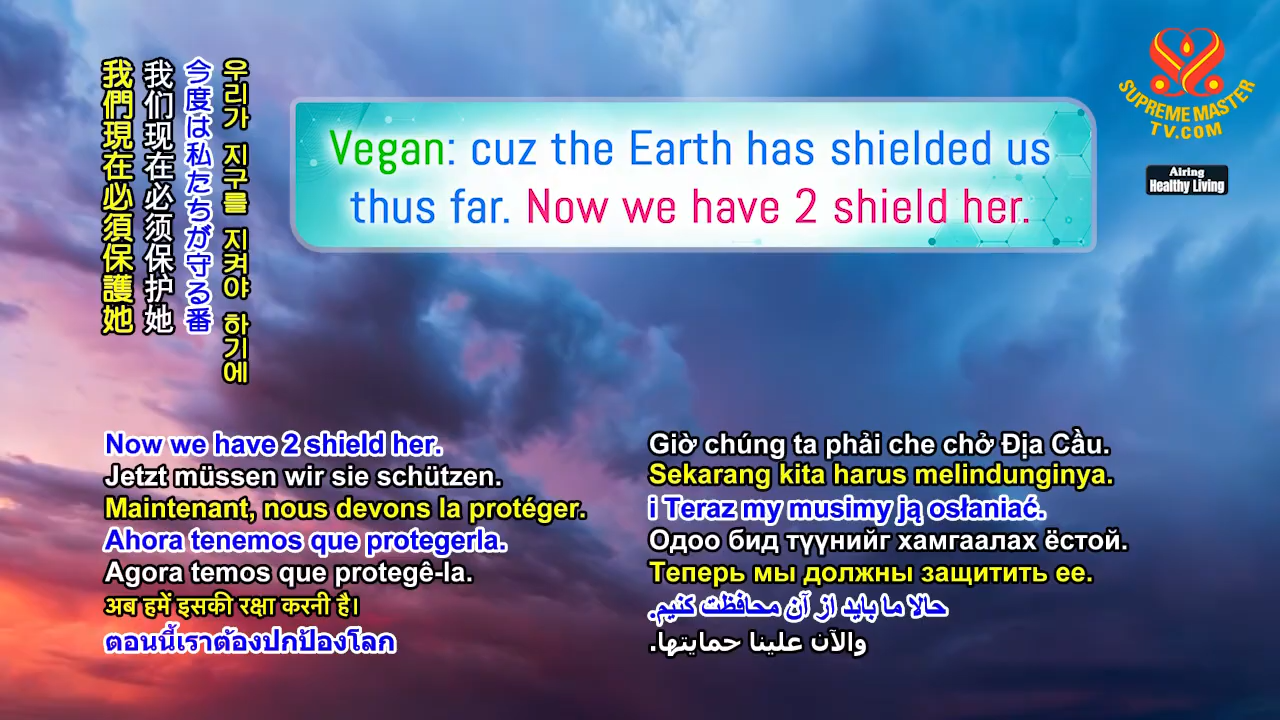 Vegan: cuz the Earth has shielded us
thus far. Now we have 2 shield her.
SUPREME MASTER
TV.COM
Airing
Healthy Living
우리가 지구를 지켜야 하기에
今度は私たちが守る番
我们现在必须保护她
我們現在必須保護她
Now we have 2 shield her.
Jetzt müssen wir sie schützen.
Maintenant, nous devons la protéger.
Ahora tenemos que protegerla.
Agora temos que protegê-la.
अब हमें इसकी रक्षा करनी है।
ตอนนี้เราต้องปกป้องโลก
Giờ chúng ta phải che chở Địa Cầu.
Sekarang kita harus melindunginya.
i Teraz my musimy ją osłaniać.
Одоо бид түүнийг хамгаалах ёстой.
Теперь мы должны защитить ее.
حالا ما باید از آن محافظت کنیم.
والآن علينا حمايتها.